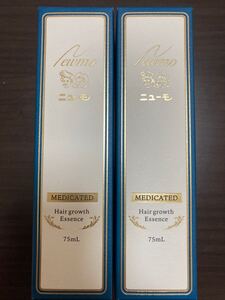 Newmo
ニューモ
MEDICATED
Hair growth
Essence
75mL
Newmo
ニューモ
MEDICATED
Hair growth
Essence
75mL